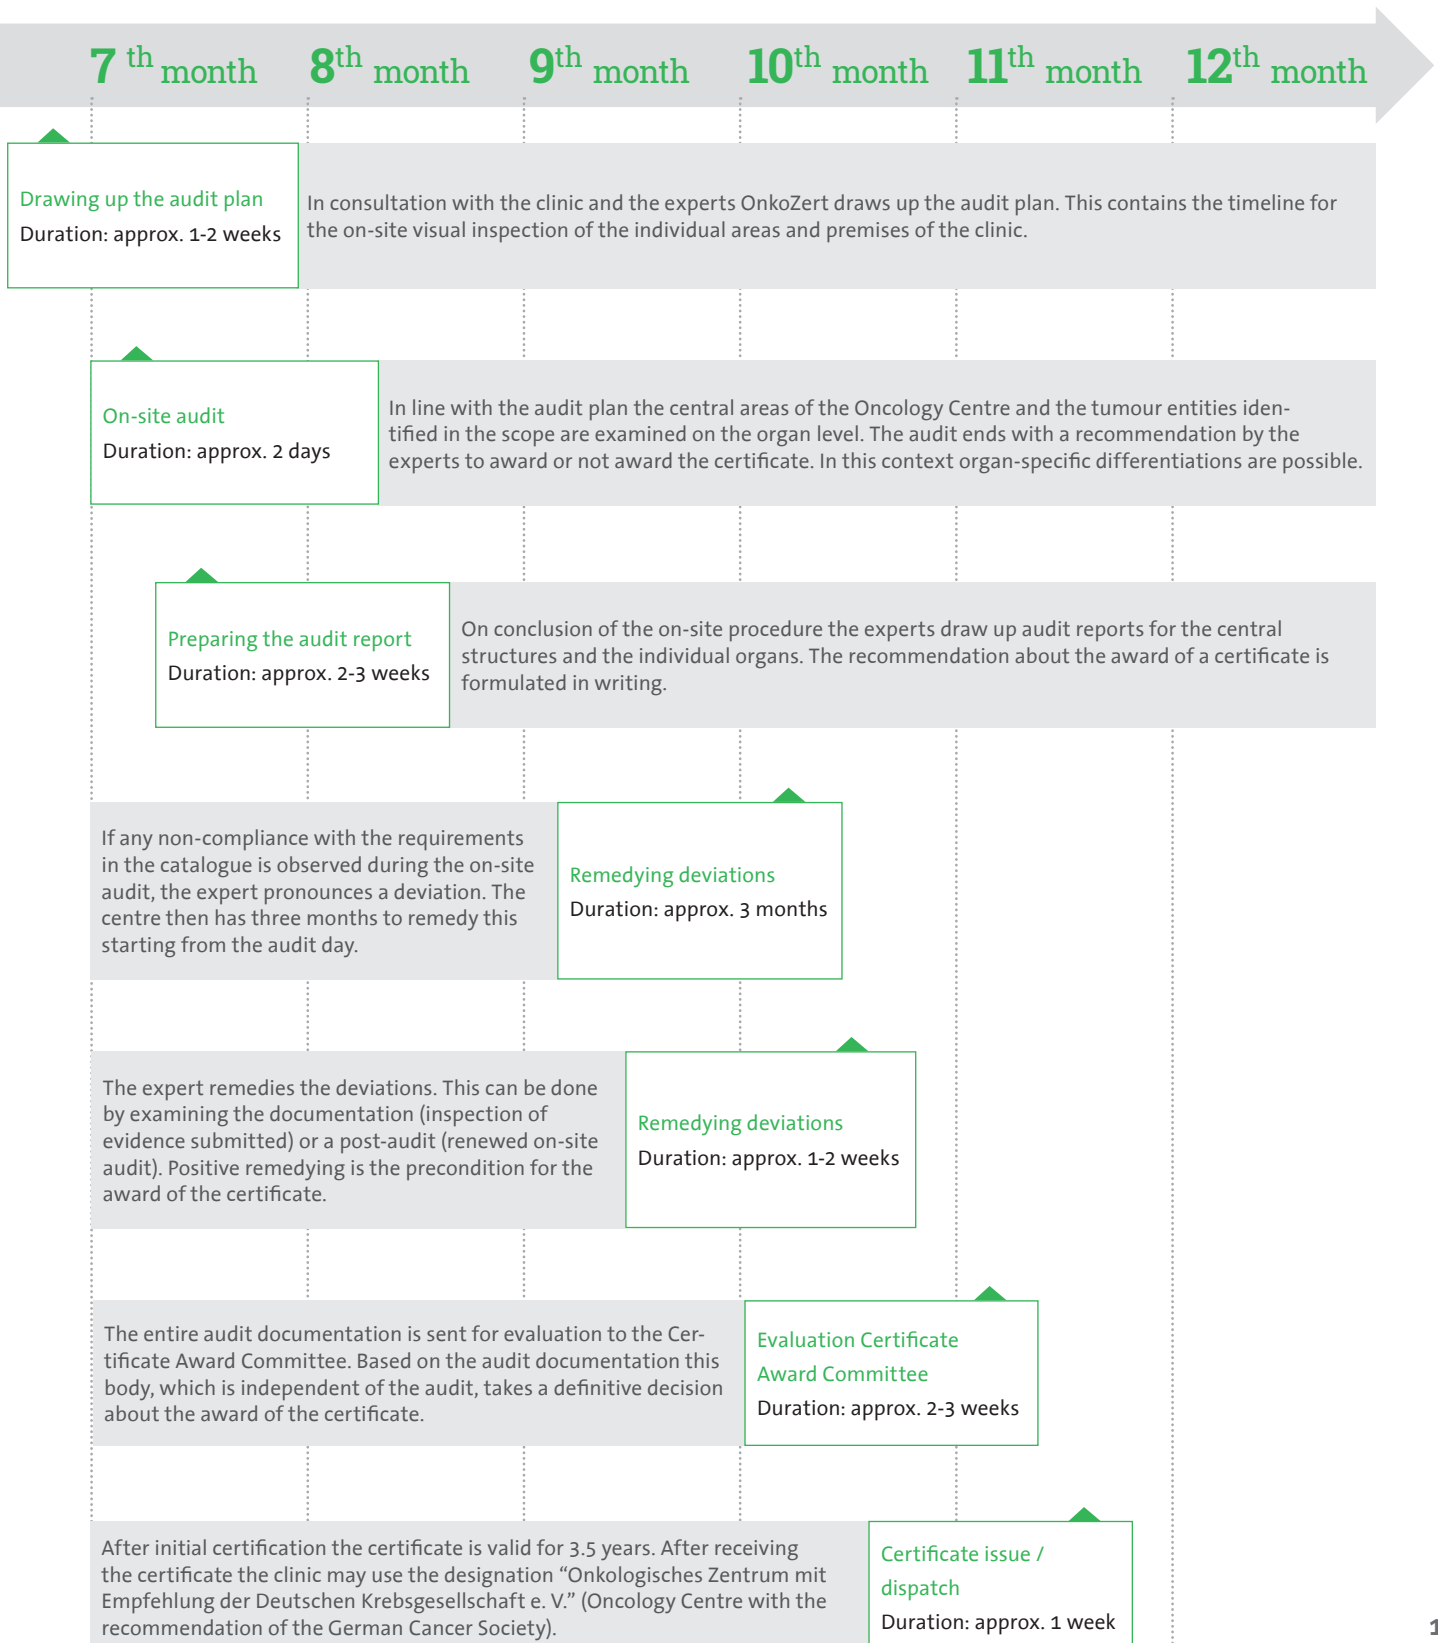 7 th month 8th month 9th month 10th month 11th month 12th month
Drawing up the audit plan
Duration: approx. 1-2 weeks
In consultation with the clinic and the experts OnkoZert draws up the audit plan. This contains the timeline for
the on-site visual inspection of the individual areas and premises of the clinic.
On-site audit
Duration: approx. 2 days
In line with the audit plan the central areas of the Oncology Centre and the tumour entities iden-
tified in the scope are examined on the organ level. The audit ends with a recommendation by the
experts to award or not award the certificate. In this context organ-specific differentiations are possible.
Preparing the audit report
Duration: approx. 2-3 weeks
On conclusion of the on-site procedure the experts draw up audit reports for the central
structures and the individual organs. The recommendation about the award of a certificate is
formulated in writing.
If any non-compliance with the requirements
in the catalogue is observed during the on-site
audit, the expert pronounces a deviation. The
centre then has three months to remedy this
starting from the audit day.
Remedying deviations
Duration: approx. 3 months
The expert remedies the deviations. This can be done
by examining the documentation (inspection of
evidence submitted) or a post-audit (renewed on-site
audit). Positive remedying is the precondition for the
award of the certificate.
Remedying deviations
Duration: approx. 1-2 weeks
The entire audit documentation is sent for evaluation to the Cer-
tificate Award Committee. Based on the audit documentation this
body, which is independent of the audit, takes a definitive decision
about the award of the certificate.
Evaluation Certificate
Award Committee
Duration: approx. 2-3 weeks
After initial certification the certificate is valid for 3.5 years. After receiving
the certificate the clinic may use the designation “Onkologisches Zentrum mit
Empfehlung der Deutschen Krebsgesellschaft e. V.” (Oncology Centre with the
recommendation of the German Cancer Society).
Certificate issue /
dispatch
Duration: approx. 1 week